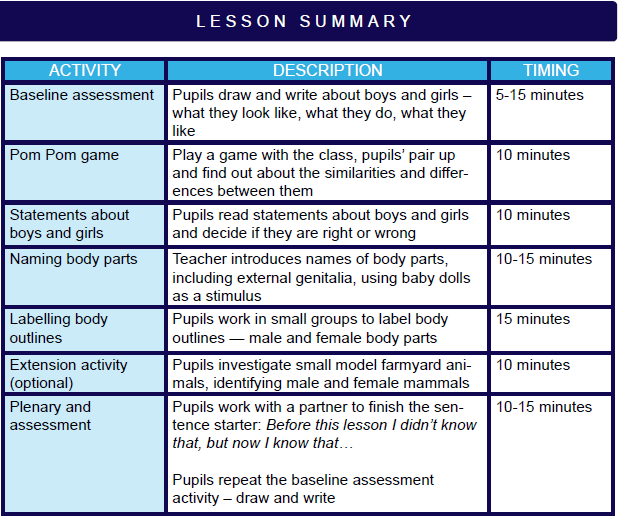 LESSON SUMMARY
ACTIVITY DESCRIPTION TIMING
Baseline assessment Pupils draw and write about boys and girls – 5-15 minutes
what they look like, what they do, what they
like
Pom Pom game Play a game with the class, pupils' pair up 10 minutes
and find out about the similarities and differ-
ences between them
Statements about Pupils read statements about boys and girls 10 minutes
boys and girls and decide if they are right or wrong
Naming body parts Teacher introduces names of body parts, 10-15 minutes
including external genitalia, using baby dolls
as a stimulus
Labelling body Pupils work in small groups to label body 15 minutes
outlines outlines — male and female body parts
Extension activity Pupils investigate small model farmyard ani- 10 minutes
(optional) mals, identifying male and female mammals
Plenary and Pupils work with a partner to finish the sen- 10-15 minutes
assessment tence starter: Before this lesson I didn't know
that, but now I know that…
Pupils repeat the baseline assessment
activity – draw and write